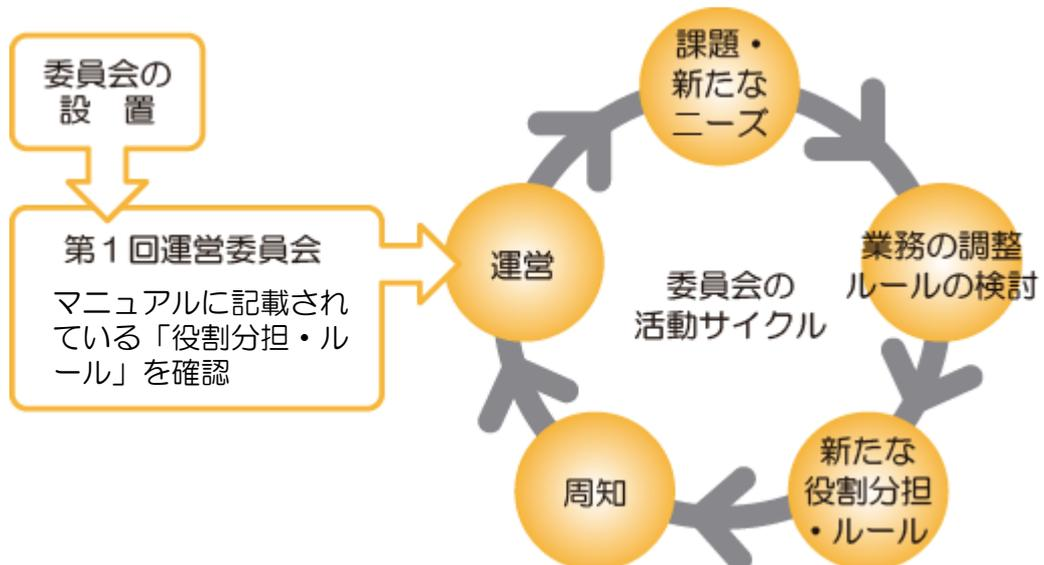 委員会の
設　置
第１回運営委員会
マニュアルに記載され
ている「役割分担・ル
ール」を確認
運営
課題・
新たな
ニーズ
業務の調整
ルールの検討
新たな
役割分担
・ルール
周知
委員会の
活動サイクル